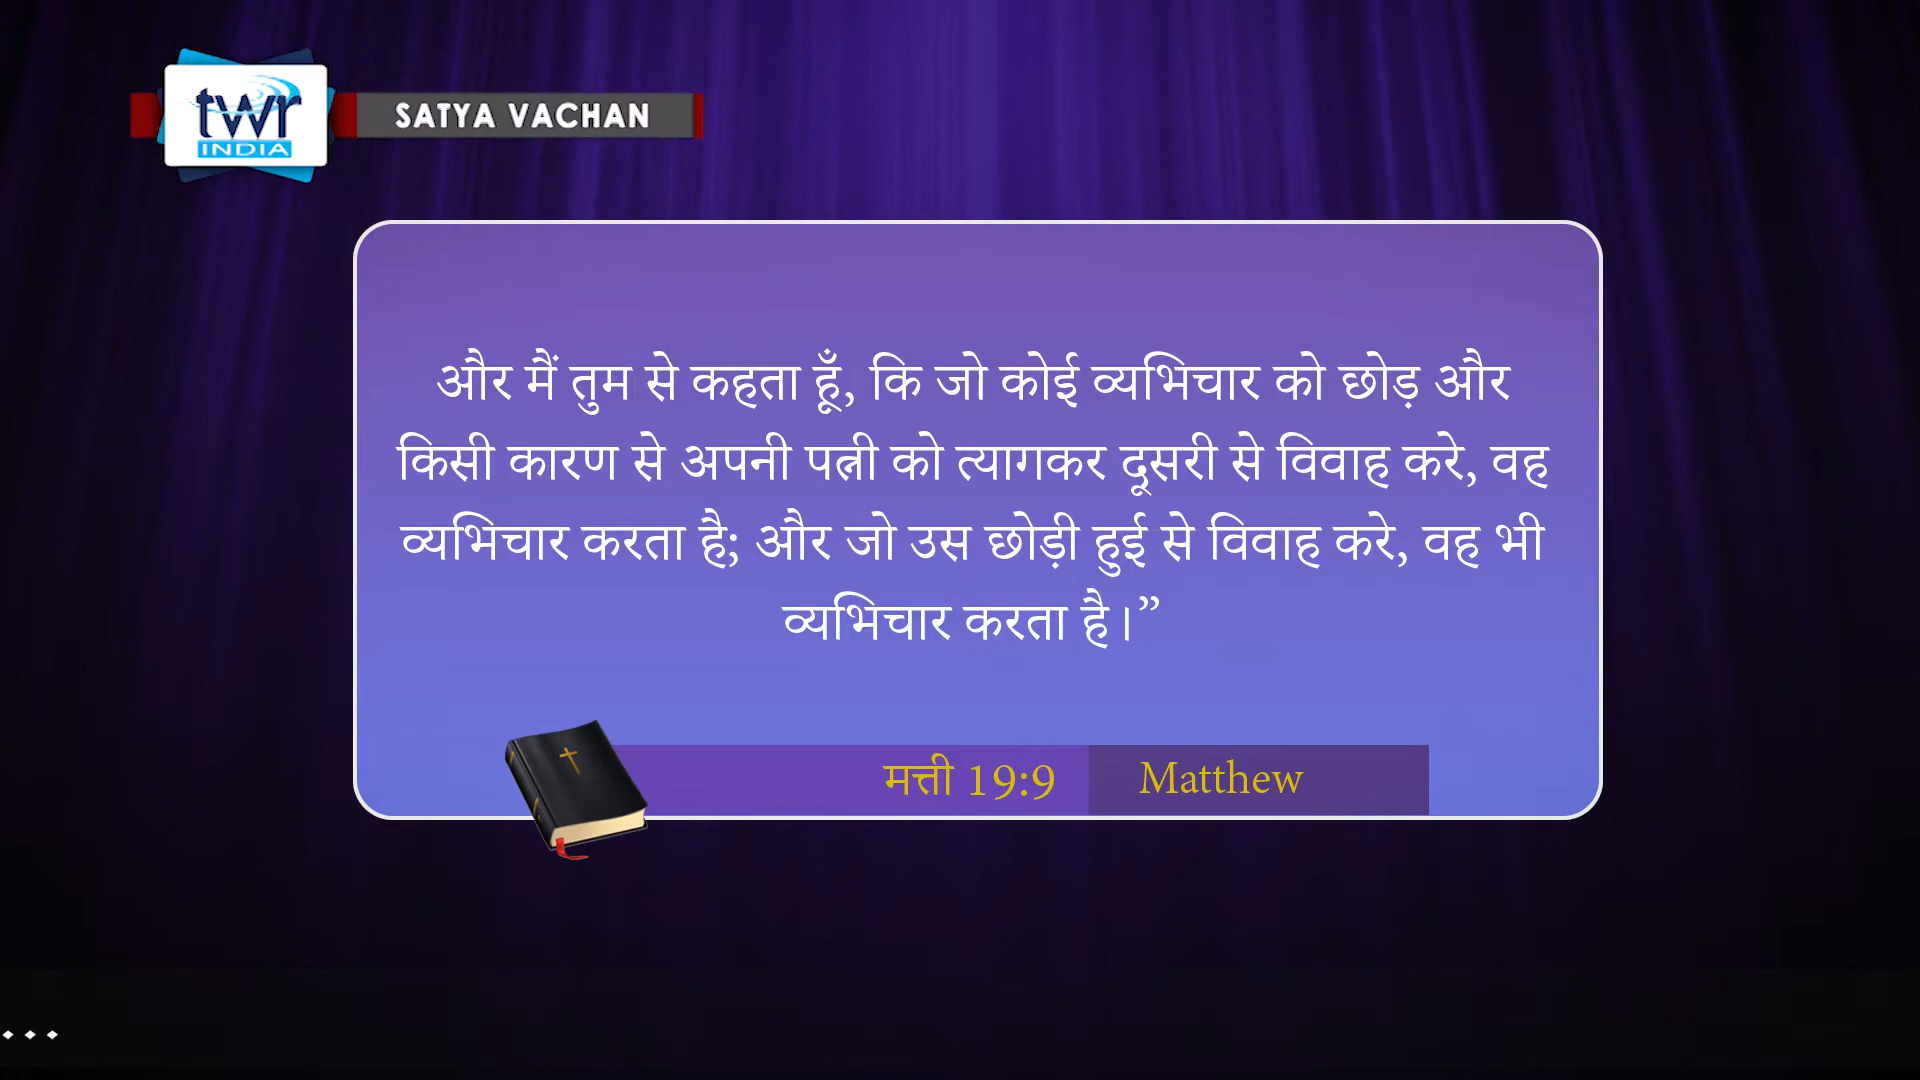 twr
INDIA
SATYA VACHAN
और मैं तुम से कहता हूँ, कि जो कोई व्यभिचार को छोड़ और
किसी कारण से अपनी पत्नी को त्यागकर दूसरी से विवाह करे, वह
व्यभिचार करता है; और जो उस छोड़ी हुई से विवाह करे, वह भी
व्यभिचार करता है।”
मत्ती 19:9 Matthew